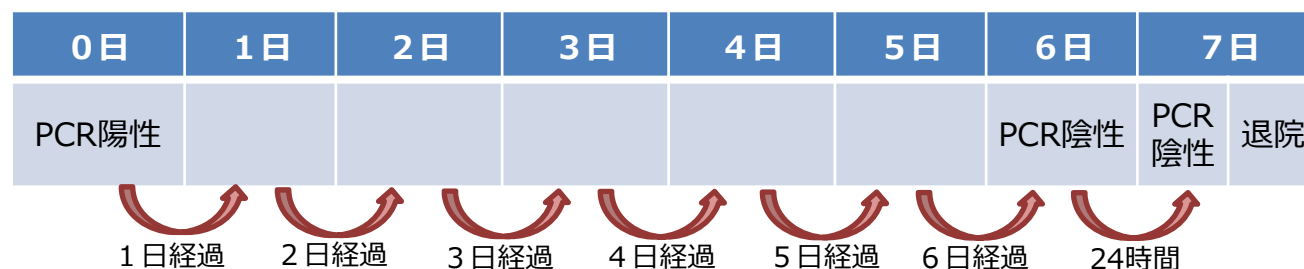 0日 1日 2日 3日 4日 5日 6日 7日
PCR陽性 PCR陰性 PCR陰性 退院
1日経過 2日経過 3日経過 4日経過 5日経過 6日経過 24時間